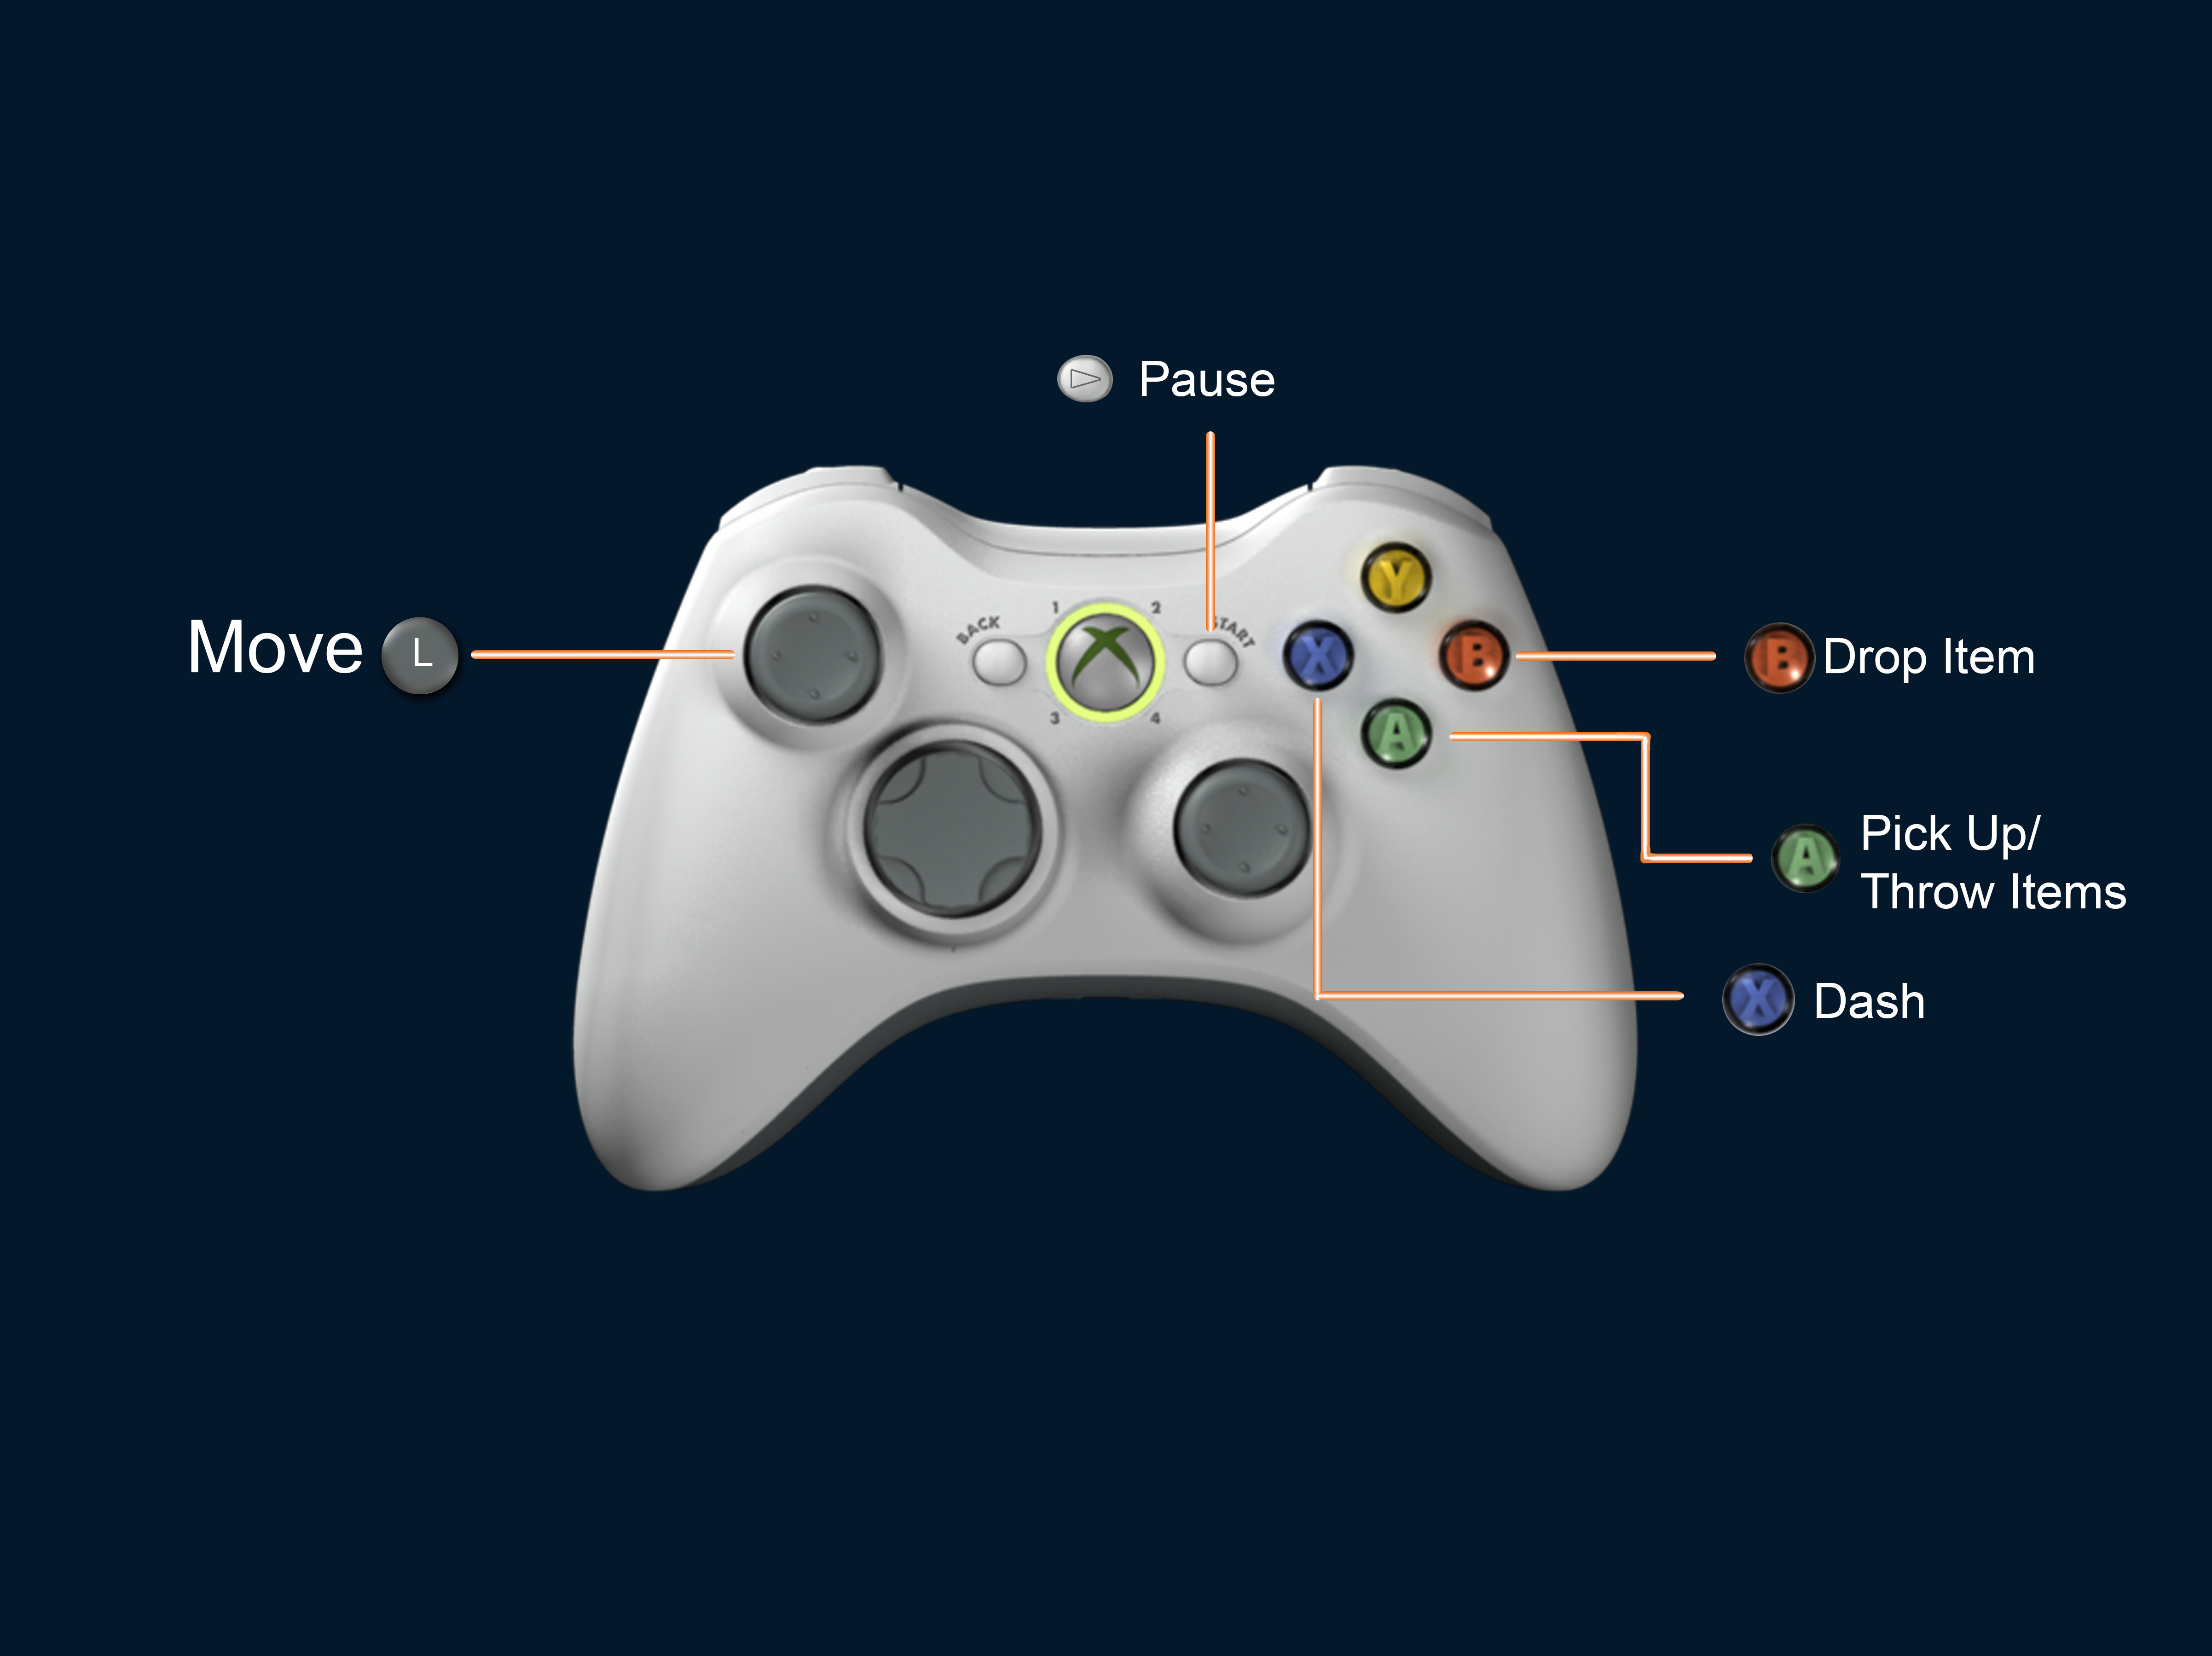 Pause
1 2
BACK
START
Y
Move L
X
B
B Drop Item
3 4
A
Pick Up/
A
Throw Items
X Dash